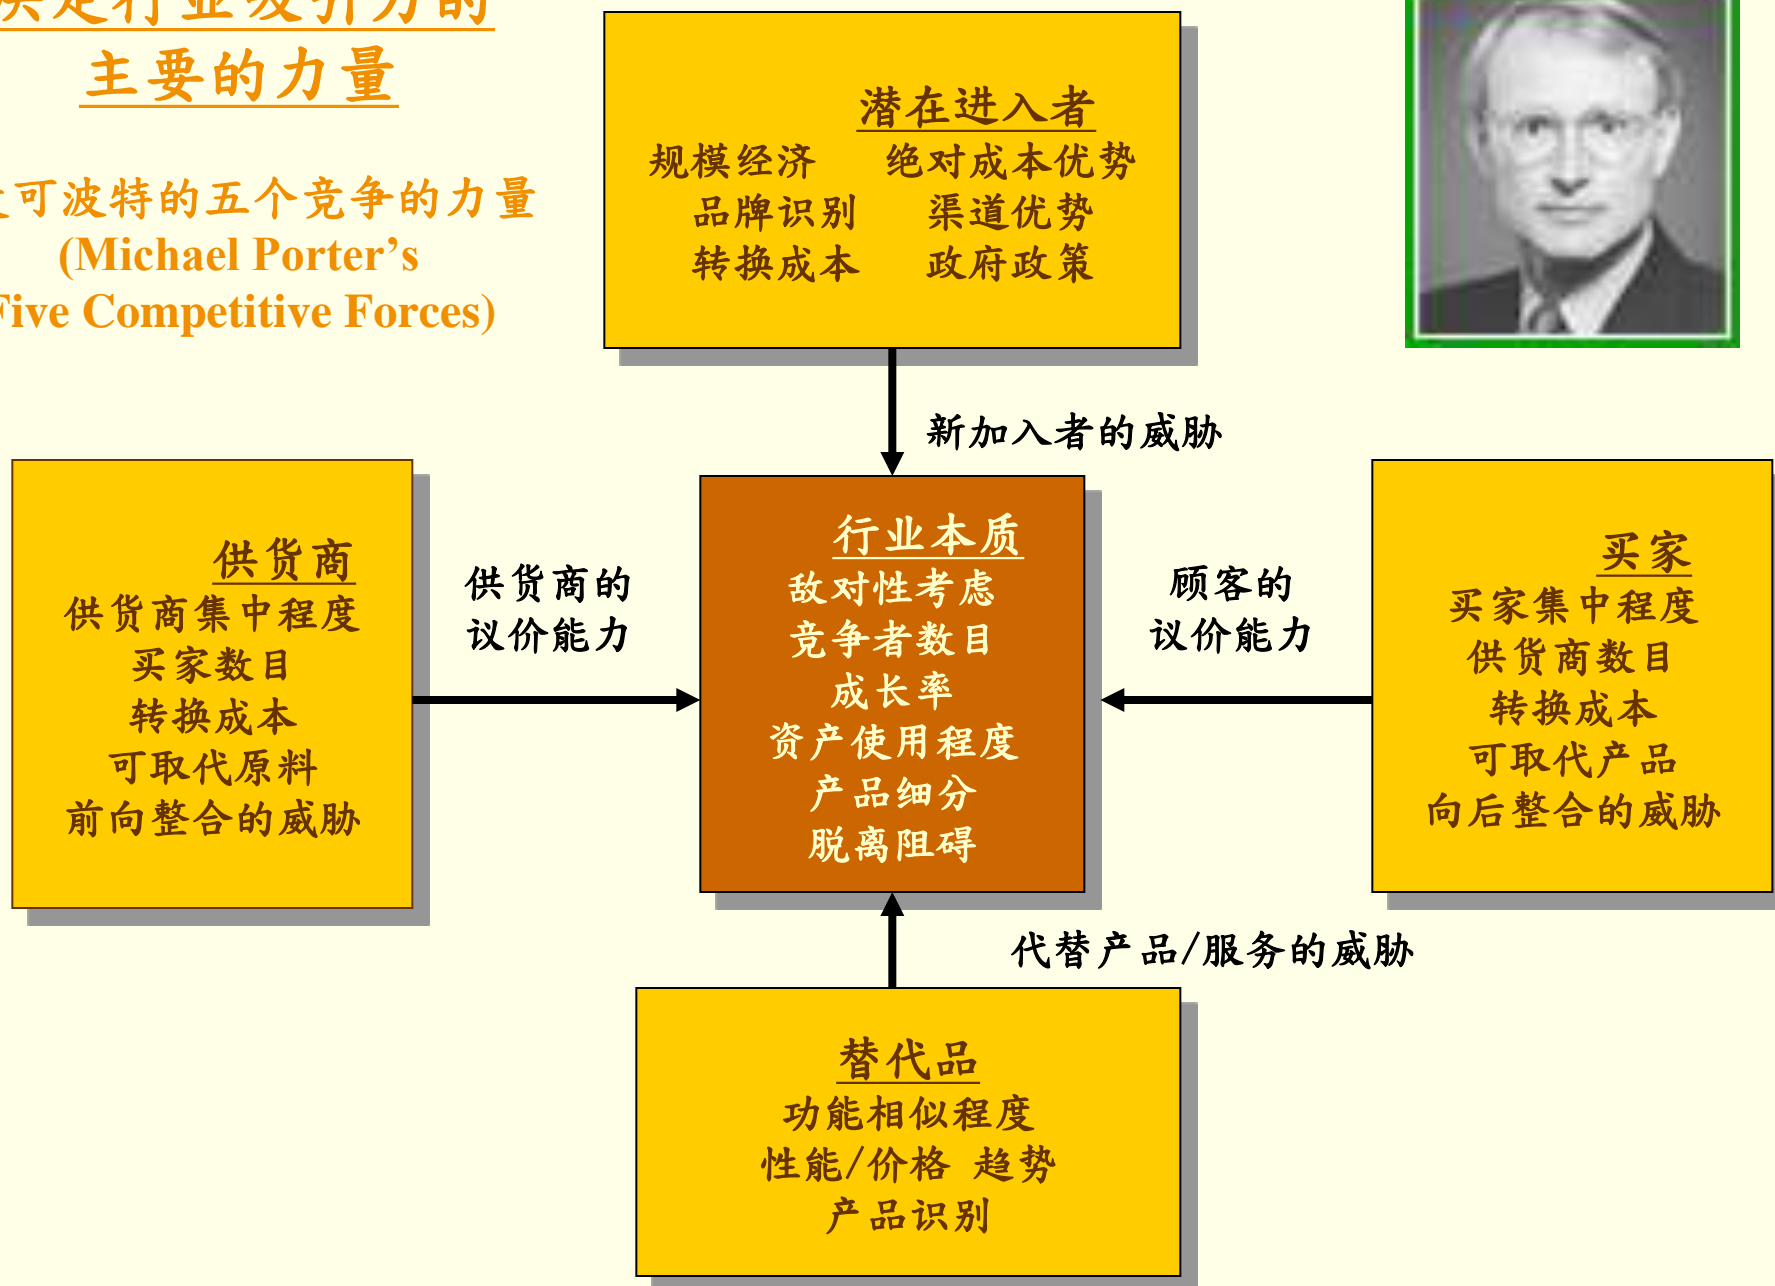 决定行业吸引力的
主要的力量
可波特的五个竞争的力量
(Michael Porter’s
Five Competitive Forces)
潜在进入者
规模经济 绝对成本优势
品牌识别 渠道优势
转换成本 政府政策
新加入者的威胁
供货商
供货商集中程度
买家数目
转换成本
可取代原料
前向整合的威胁
供货商的
议价能力
行业本质
敌对性考虑
竞争者数目
成长率
资产使用程度
产品细分
脱离阻碍
顾客的
议价能力
买家
买家集中程度
供货商数目
转换成本
可取代产品
向后整合的威胁
代替产品/服务的威胁
替代品
功能相似程度
性能/价格 趋势
产品识别